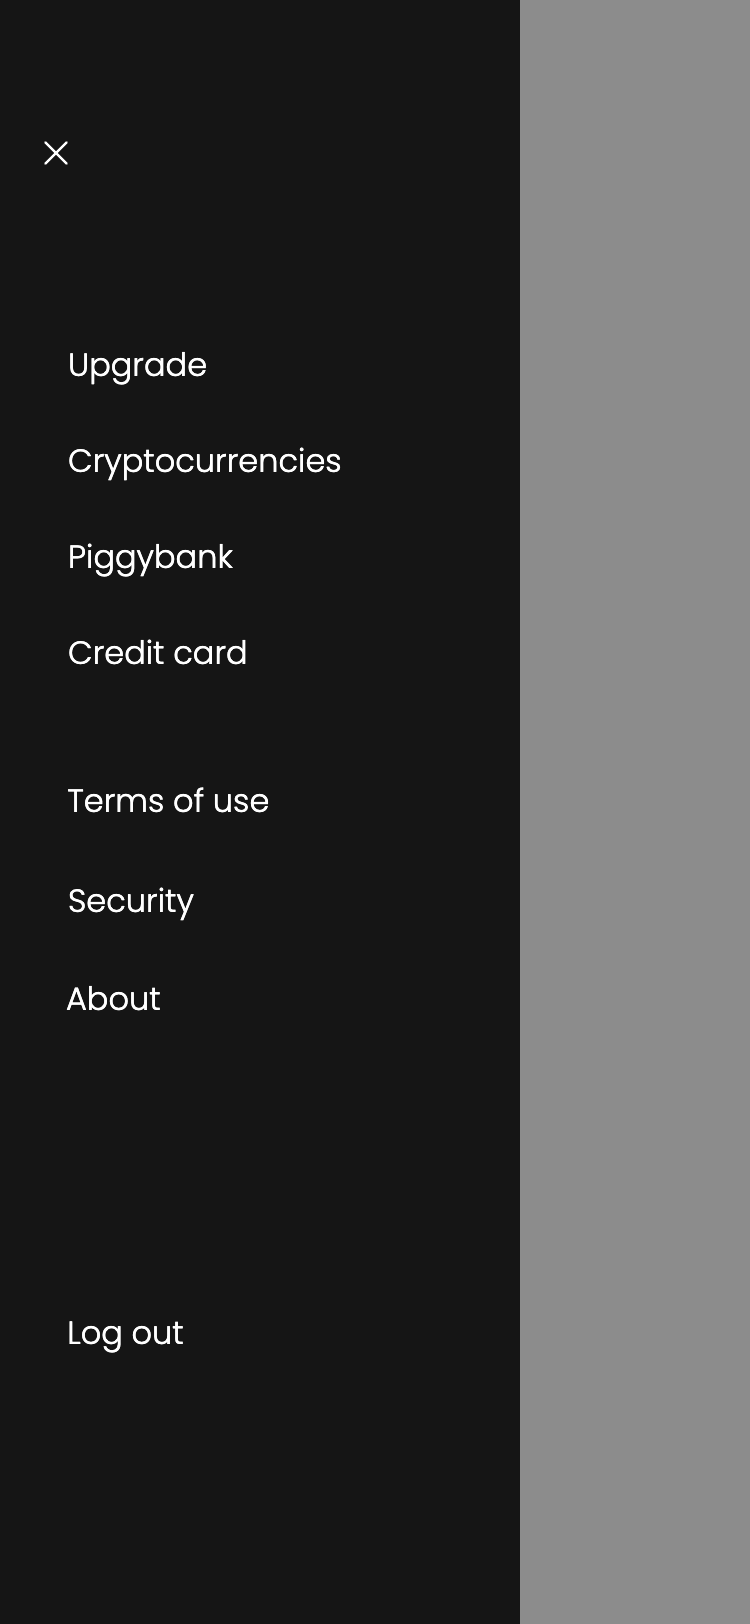 Upgrade
Cryptocurrencies
Piggybank
Credit card
Terms of use
Security
About
Log out